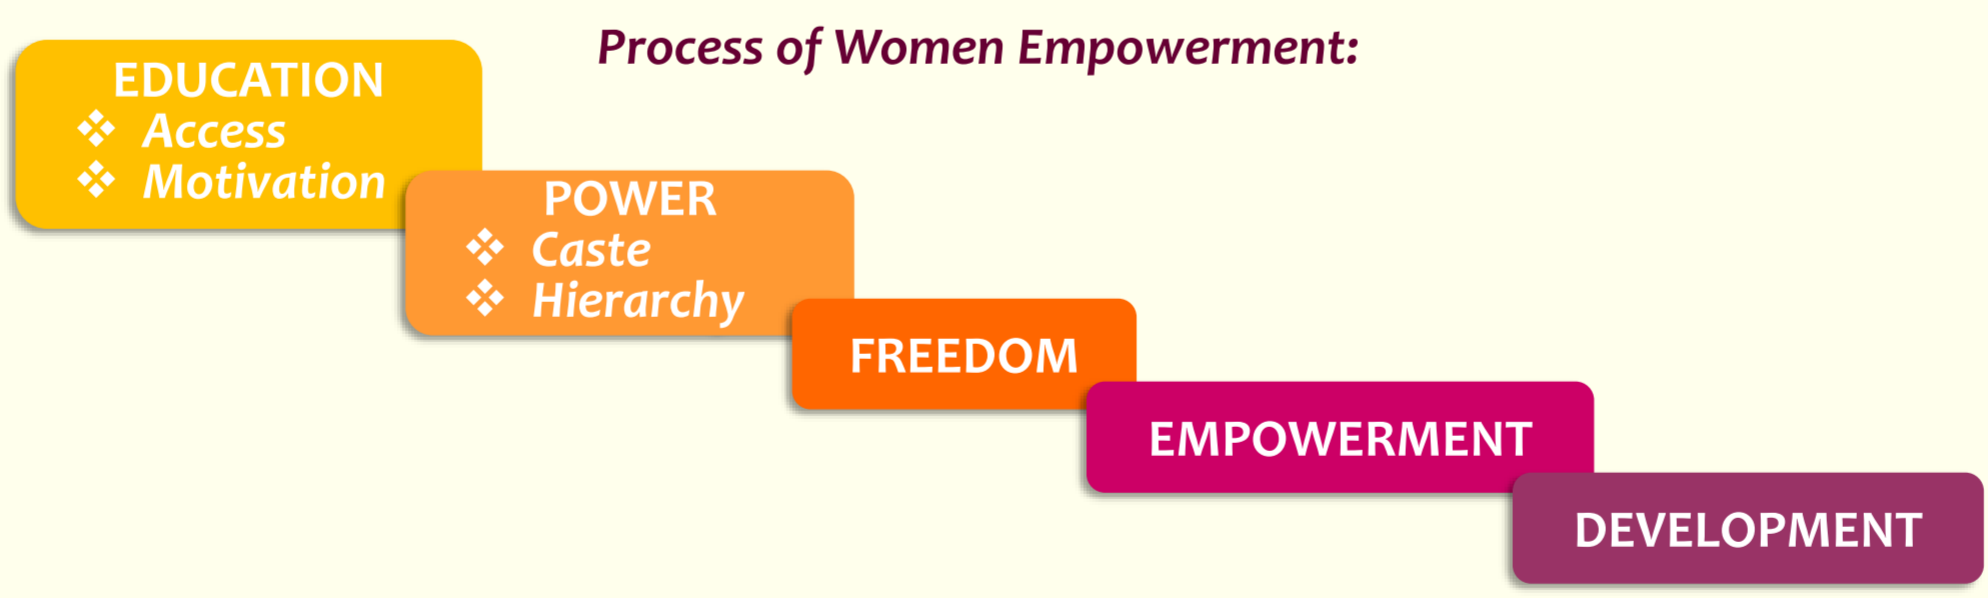 Process of Women Empowerment:
EDUCATION
❖ Access
❖ Motivation
POWER
❖ Caste
❖ Hierarchy
FREEDOM
EMPOWERMENT
DEVELOPMENT